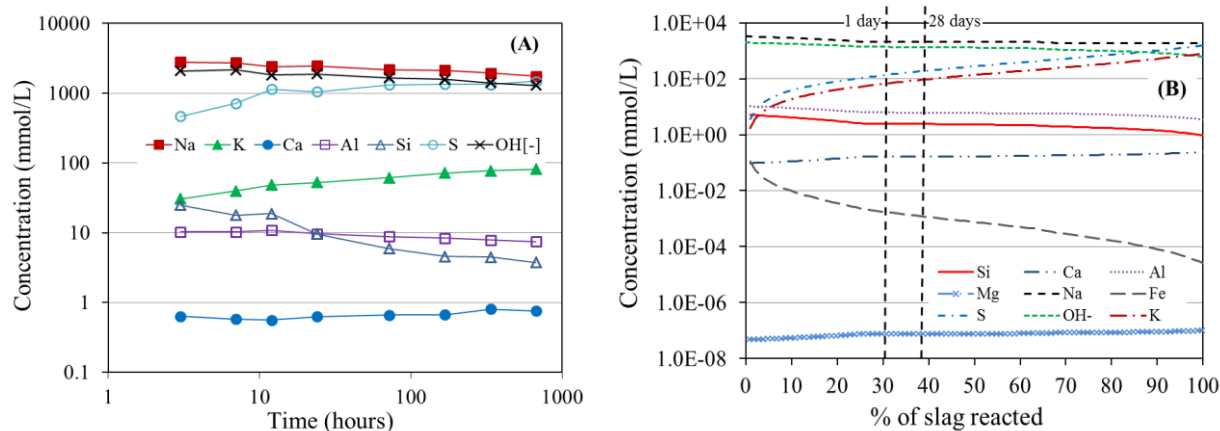 (A)
Concentration (mmol/L)
10000
1000
100
10
1
0.1
Na K Ca Al Si S OH[-]
1 10 100 1000
Time (hours)
(B)
1 day 28 days
Concentration (mmol/L)
1.0E+04
1.0E+02
1.0E+00
1.0E-02
1.0E-04
1.0E-06
1.0E-08
Si Ca Al
Mg Na Fe
S OH- K
0 10 20 30 40 50 60 70 80 90 100
% of slag reacted